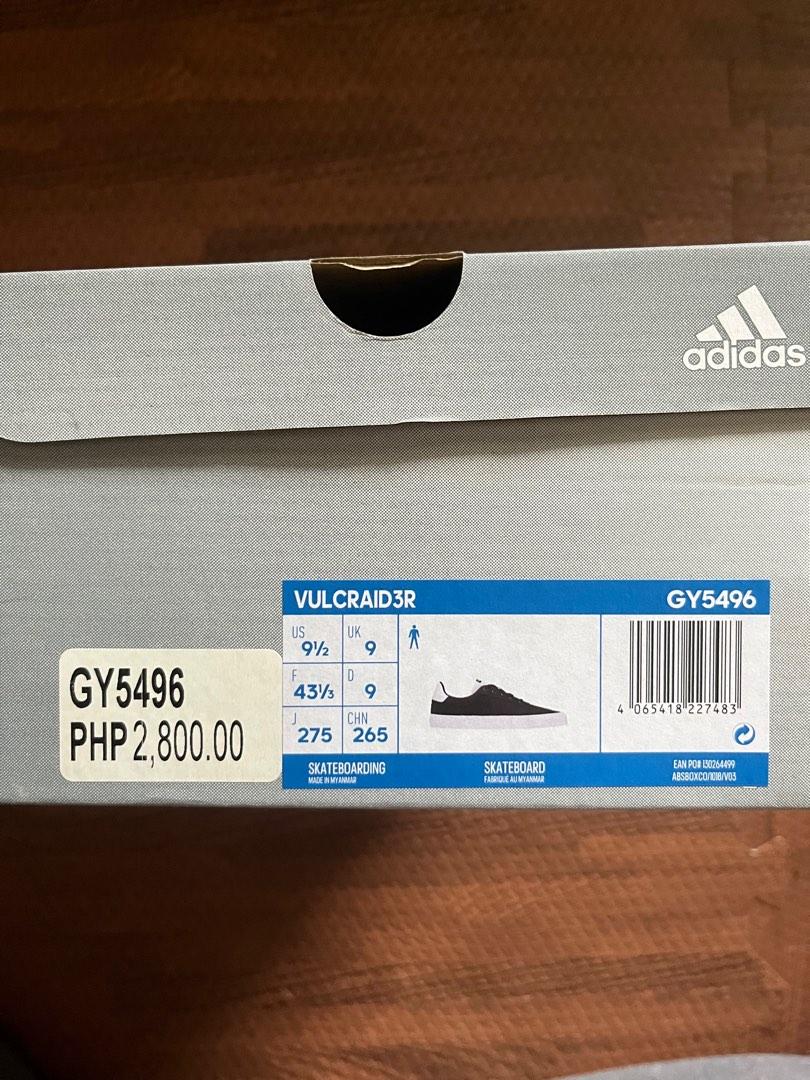 adidas
VULCRAID3R GY5496
US 9½ UK 9
F 43⅓ D 9
J 275 CHN 265
4 065418 227483
GY5496
PHP 2,800.00
SKATEBOARDING
MADE IN MYANMAR
SKATEBOARD
FABRIQUÉ AU MYANMAR
EAN PO# 130264499
ABSBOXCO/1018/V03